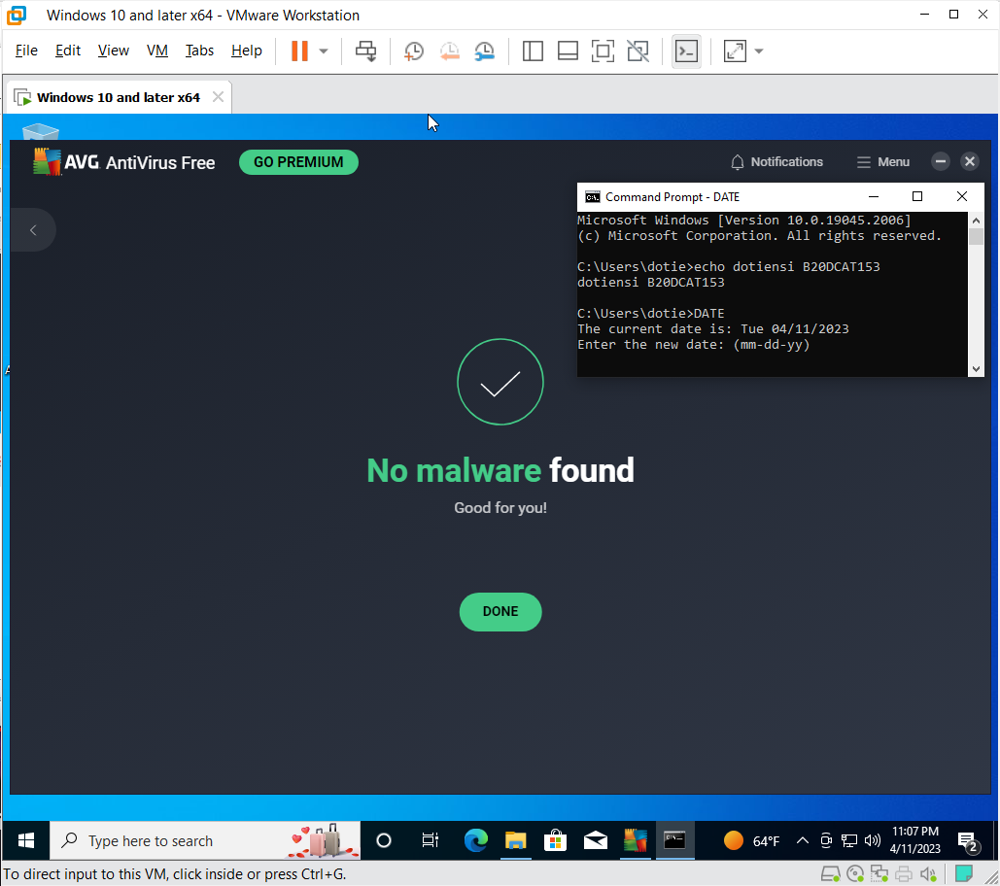 Windows 10 and later x64 - VMware Workstation
File Edit View VM Tabs Help
Windows 10 and later x64
AVG AntiVirus Free GO PREMIUM Notifications Menu
Command Prompt - DATE
Microsoft Windows [Version 10.0.19045.2006]
(c) Microsoft Corporation. All rights reserved.
C:\Users\dotie>echo dotiensi B20DCAT153
dotiensi B20DCAT153
C:\Users\dotie>DATE
The current date is: Tue 04/11/2023
Enter the new date: (mm-dd-yy)
No malware found
Good for you!
DONE
Type here to search
64°F
11:07 PM
4/11/2023
2
To direct input to this VM, click inside or press Ctrl+G.